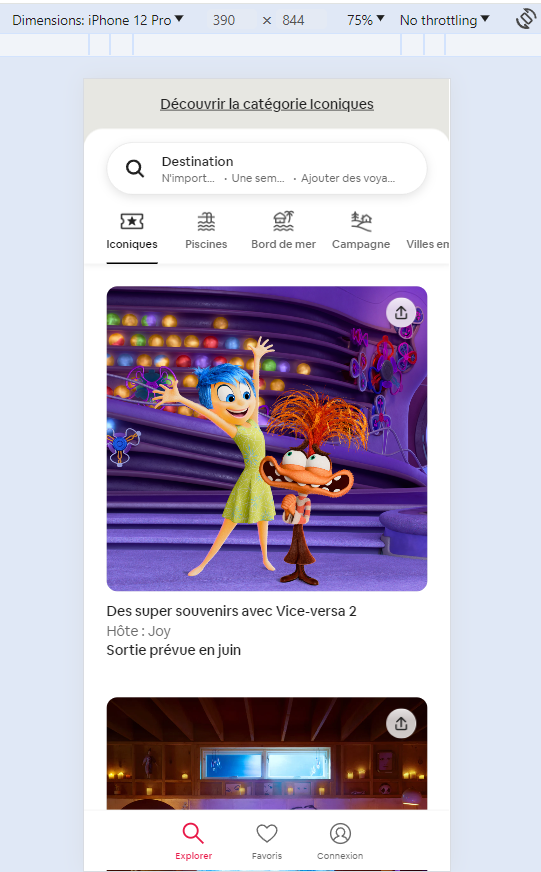 Dimensions: iPhone 12 Pro 390 × 844 75% No throttling
Découvrir la catégorie Iconiques
Destination
N'import... · Une sem... · Ajouter des voya...
Iconiques Piscines Bord de mer Campagne Villes em
Des super souvenirs avec Vice-versa 2
Hôte : Joy
Sortie prévue en juin
Explorer Favoris Connexion